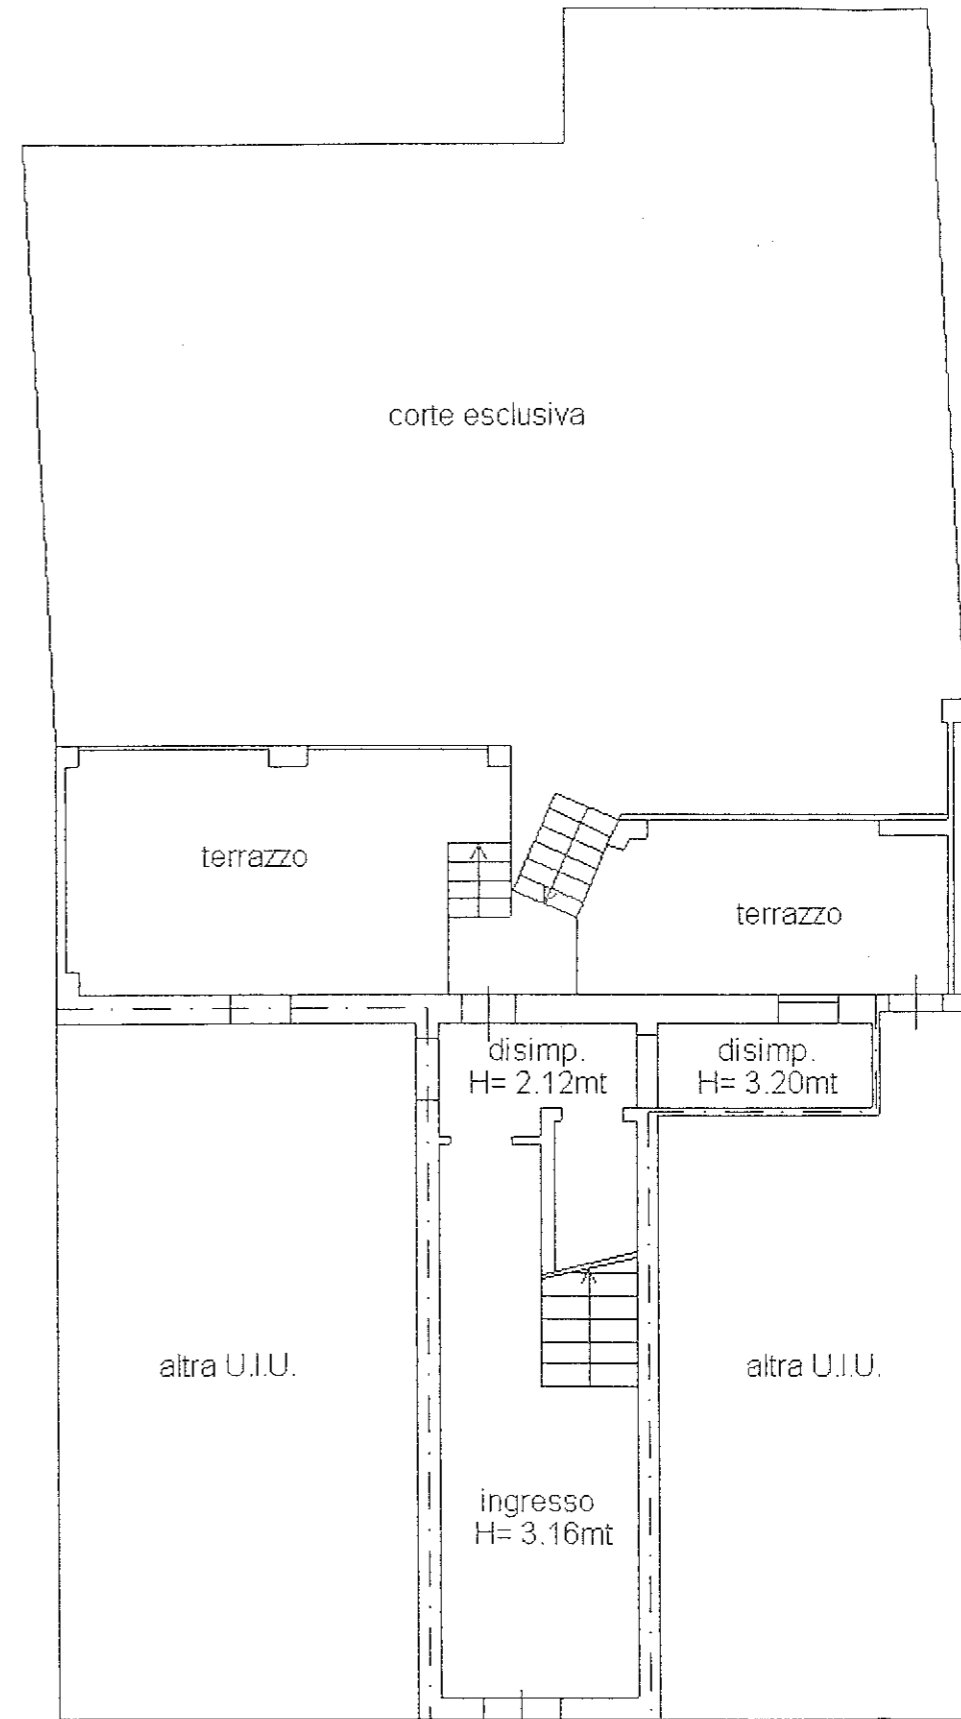 corte esclusiva
terrazzo
terrazzo
disimp.
H= 2.12mt
disimp.
H= 3.20mt
altra U.I.U.
altra U.I.U.
ingresso
H= 3.16mt